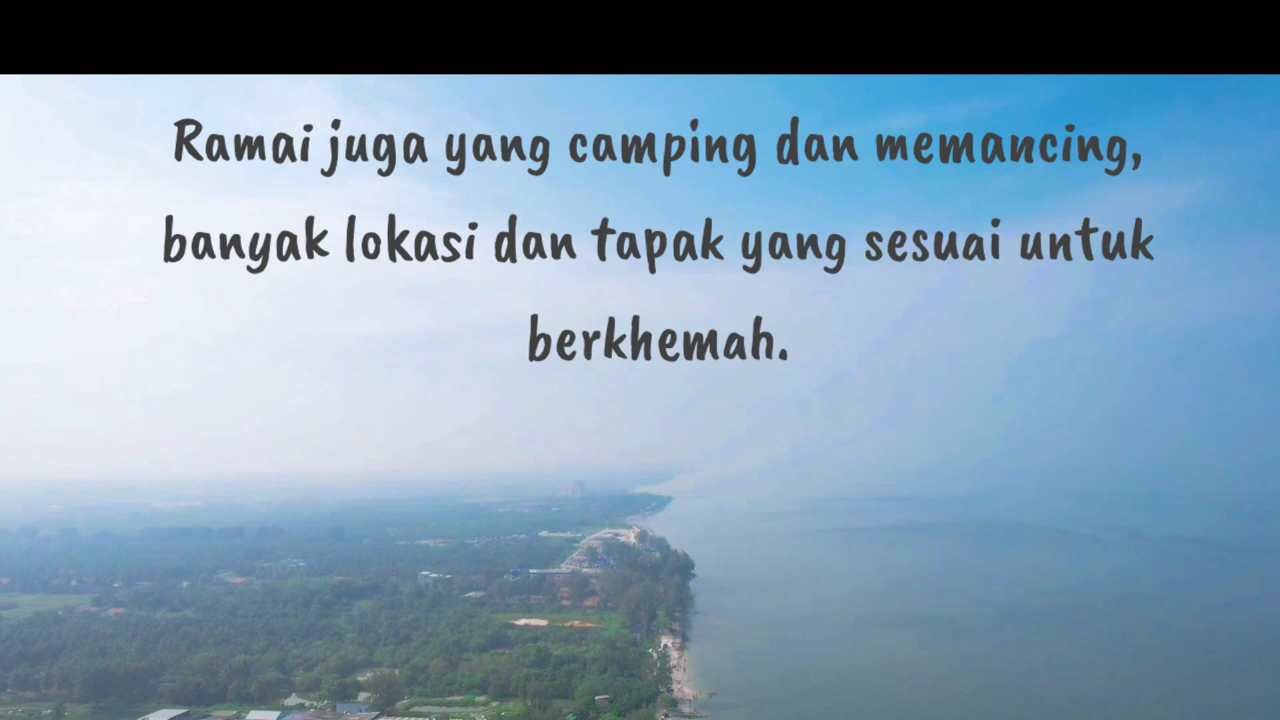 Ramai juga yang camping dan memancing,
banyak lokasi dan tapak yang sesuai untuk
berkhemah.